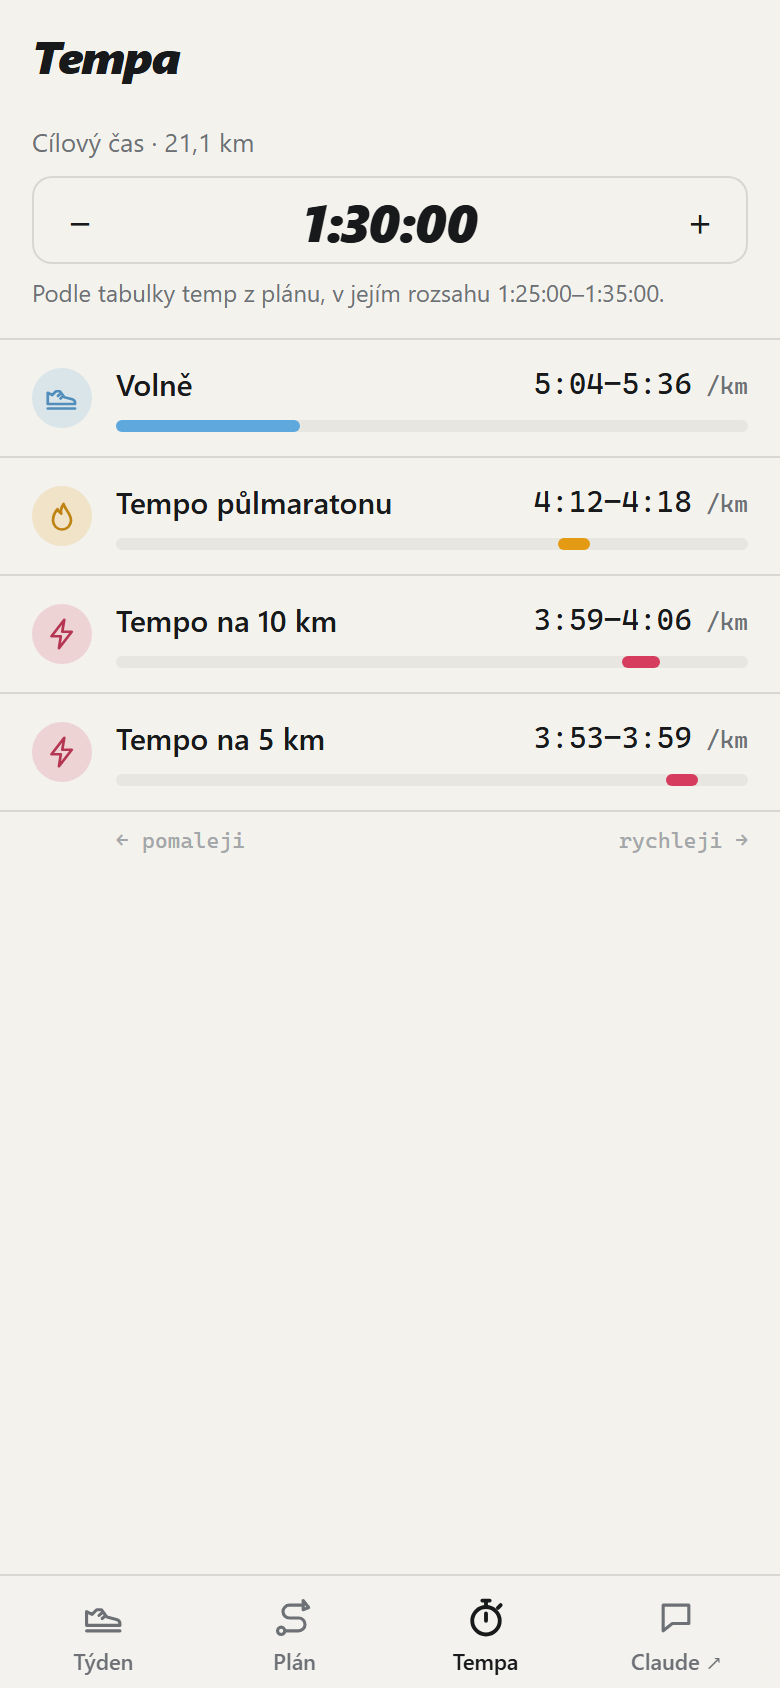 Tempa
Cílový čas · 21,1 km
− 1:30:00 +
Podle tabulky temp z plánu, v jejím rozsahu 1:25:00–1:35:00.
Volně 5:04–5:36 /km
Tempo půlmaratonu 4:12–4:18 /km
Tempo na 10 km 3:59–4:06 /km
Tempo na 5 km 3:53–3:59 /km
← pomaleji rychleji →
Týden Plán Tempa Claude ↗